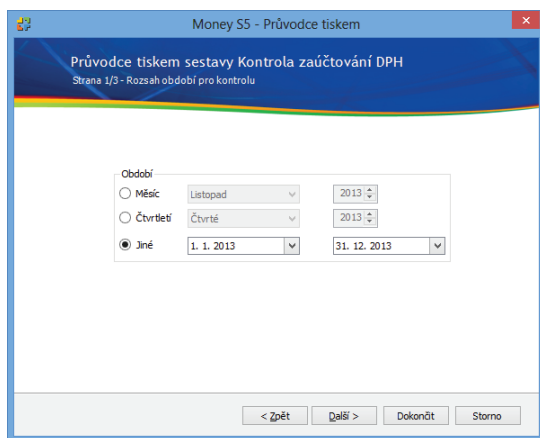 Money S5 - Průvodce tiskem
Průvodce tiskem sestavy Kontrola zaúčtování DPH
Strana 1/3 - Rozsah období pro kontrolu
Období
Měsíc Listopad 2013
Čtvrtletí Čtvrté 2013
Jiné 1. 1. 2013 31. 12. 2013
< Zpět Další > Dokončit Storno